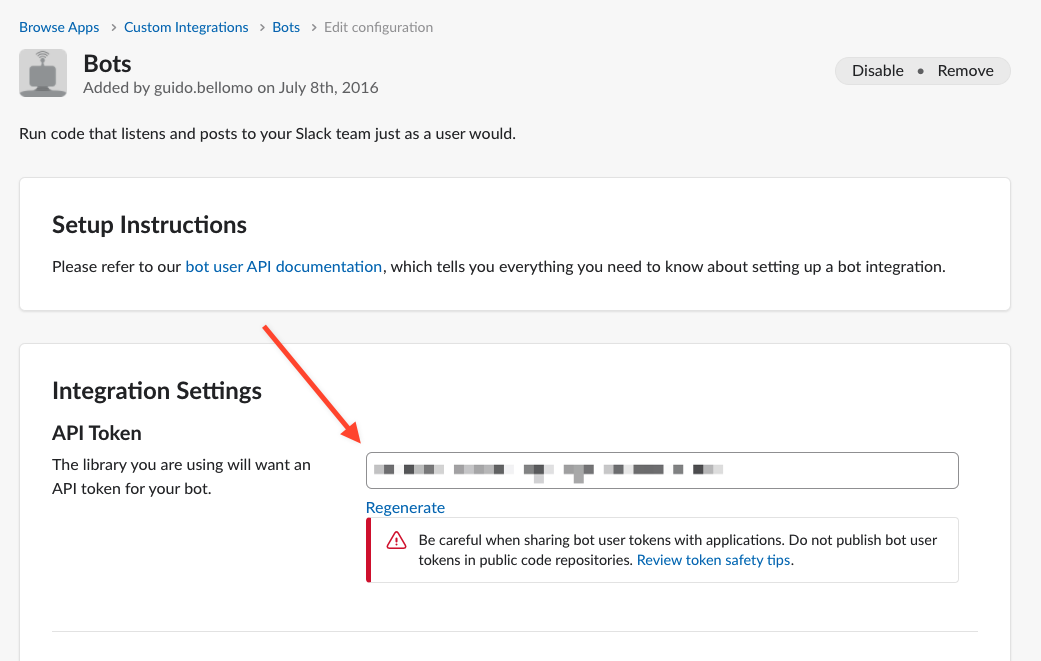 Browse Apps > Custom Integrations > Bots > Edit configuration
Bots
Added by guido.bellomo on July 8th, 2016
Disable • Remove
Run code that listens and posts to your Slack team just as a user would.
Setup Instructions
Please refer to our bot user API documentation, which tells you everything you need to know about setting up a bot integration.
Integration Settings
API Token
The library you are using will want an
API token for your bot.
Regenerate
Be careful when sharing bot user tokens with applications. Do not publish bot user
tokens in public code repositories. Review token safety tips.